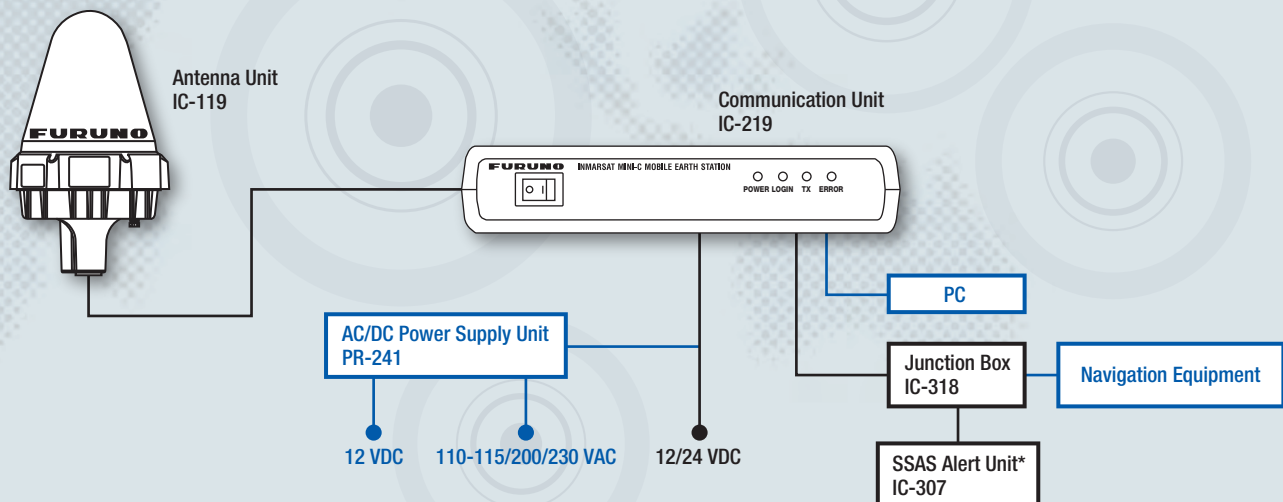 Antenna Unit
IC-119
FURUNO
Communication Unit
IC-219
FURUNO
INMARSAT MINI-C MOBILE EARTH STATION
POWER LOGIN TX ERROR
PC
AC/DC Power Supply Unit
PR-241
Junction Box
IC-318
Navigation Equipment
12 VDC
110-115/200/230 VAC
12/24 VDC
SSAS Alert Unit*
IC-307